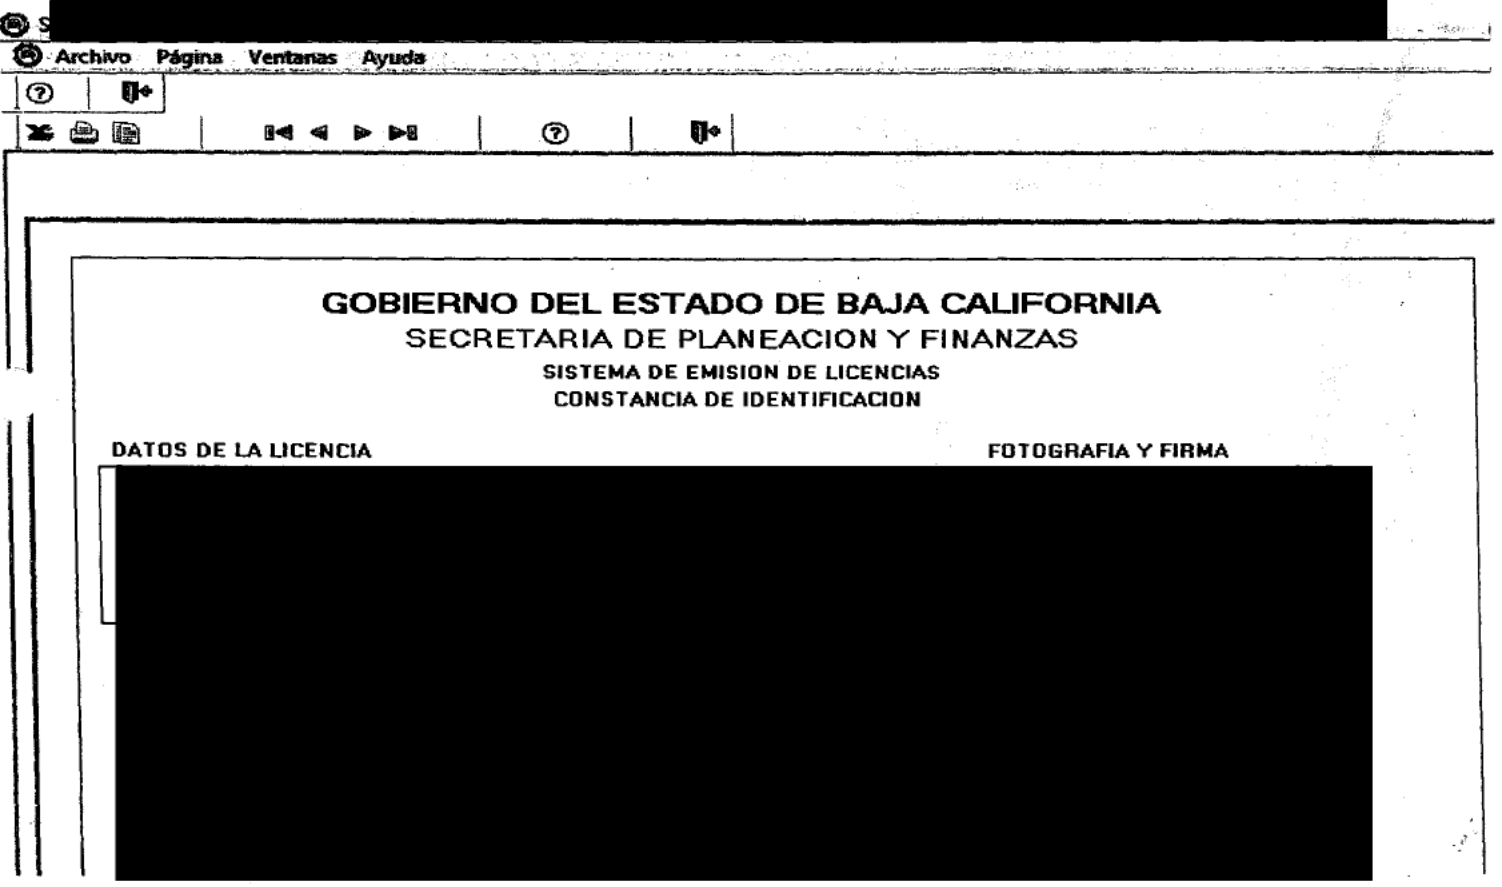 Archivo Página Ventanas Ayuda
GOBIERNO DEL ESTADO DE BAJA CALIFORNIA
SECRETARIA DE PLANEACION Y FINANZAS
SISTEMA DE EMISION DE LICENCIAS
CONSTANCIA DE IDENTIFICACION
DATOS DE LA LICENCIA
FOTOGRAFIA Y FIRMA